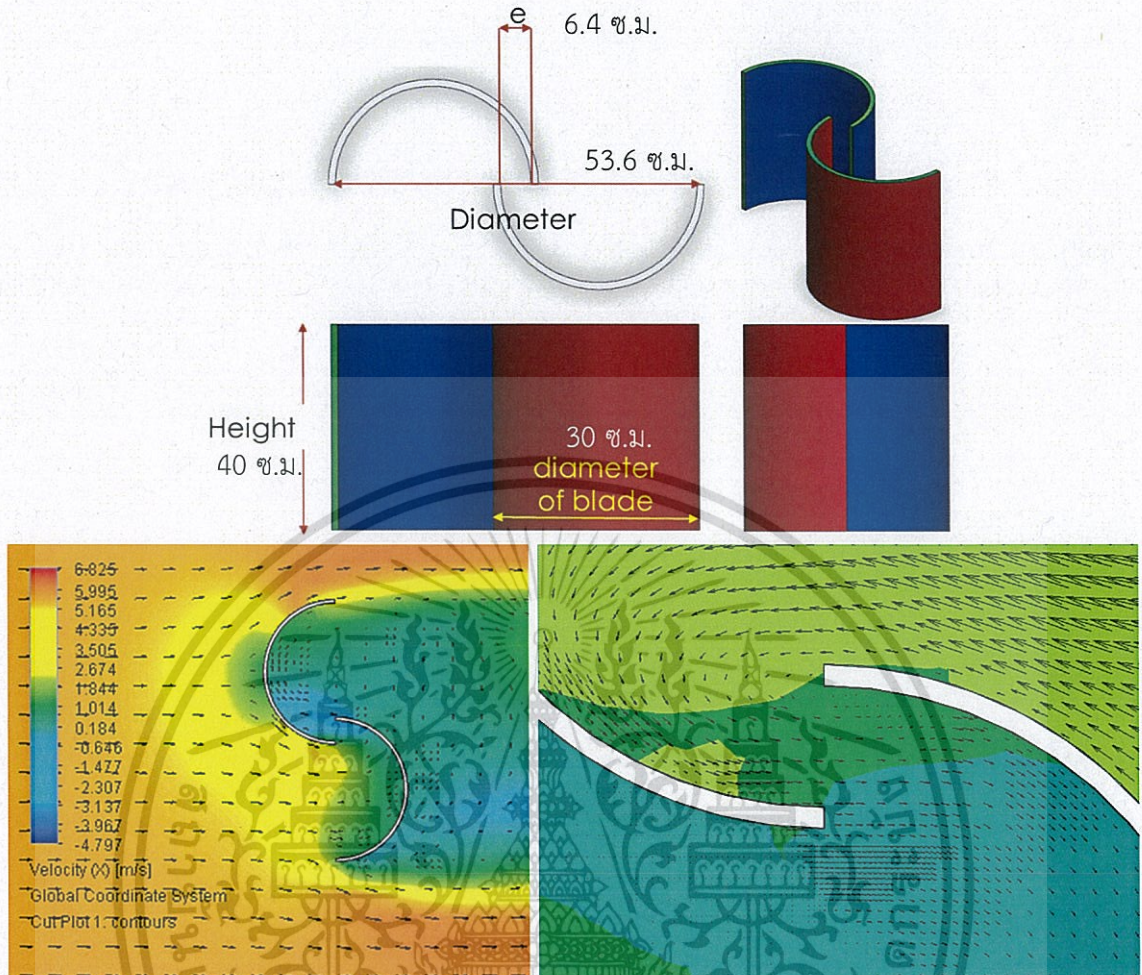 e
6.4 ซ.ม.
53.6 ซ.ม.
Diameter
Height
40 ซ.ม.
30 ซ.ม.
diameter
of blade
6.825
5.995
5.165
4.335
3.505
2.674
1.844
1.014
0.184
-0.646
-1.477
-2.307
-3.137
-3.967
-4.797
Velocity (X) [m/s]
Global Coordinate System
Cut Plot 1: contours